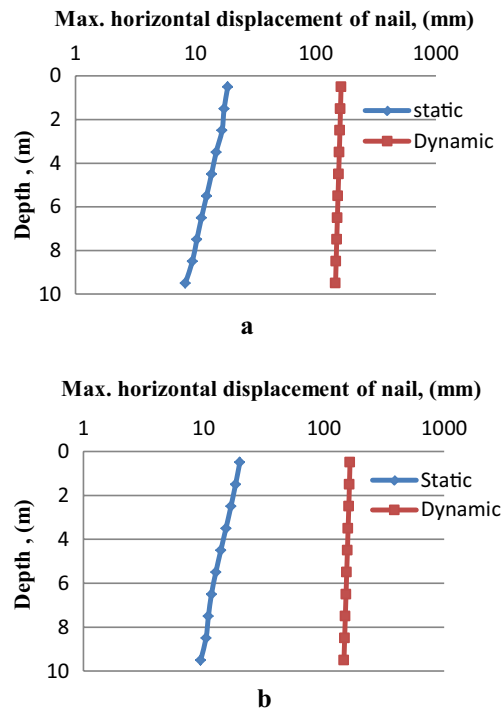 Max. horizontal displacement of nail, (mm)
1 10 100 1000
0
2
4
6
8
10
Depth , (m)
static
Dynamic
a
Max. horizontal displacement of nail, (mm)
1 10 100 1000
0
2
4
6
8
10
Depth, (m)
Static
Dynamic
b